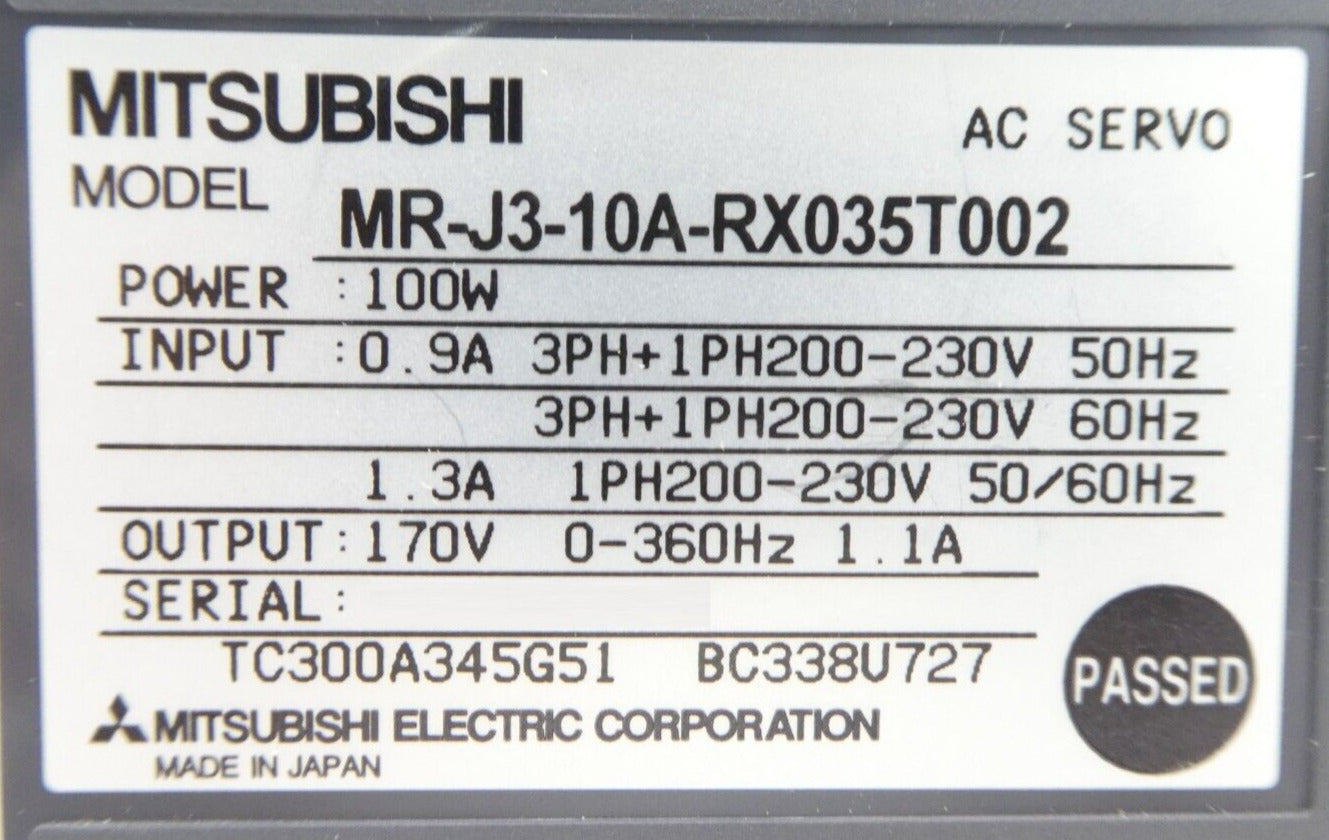 MITSUBISHI
AC SERVO
MODEL MR-J3-10A-RX035T002
POWER : 100W
INPUT : 0.9A 3PH+1PH200-230V 50Hz
3PH+1PH200-230V 60Hz
1.3A 1PH200-230V 50/60Hz
OUTPUT: 170V 0-360Hz 1.1A
SERIAL:
TC300A345G51 BC338U727
PASSED
MITSUBISHI ELECTRIC CORPORATION
MADE IN JAPAN